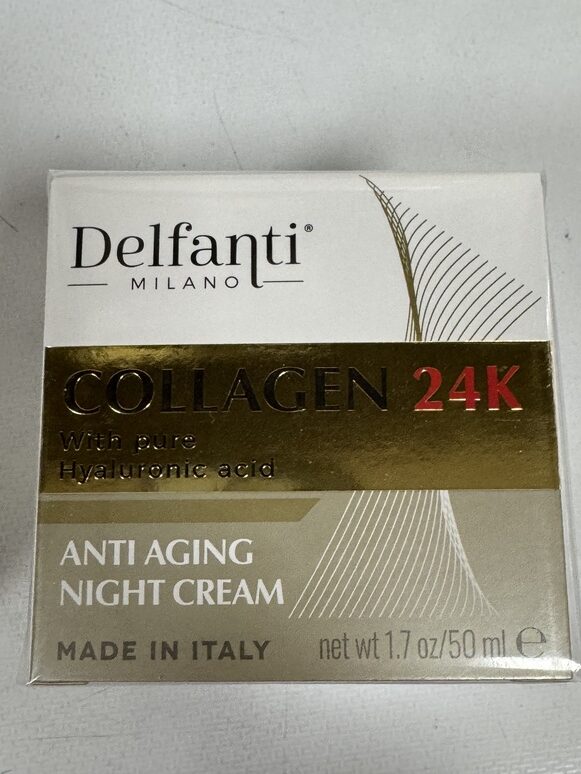 Delfanti®
MILANO
COLLAGEN 24K
With pure
Hyaluronic acid
ANTI AGING
NIGHT CREAM
MADE IN ITALY net wt 1.7 oz/50 ml ℮